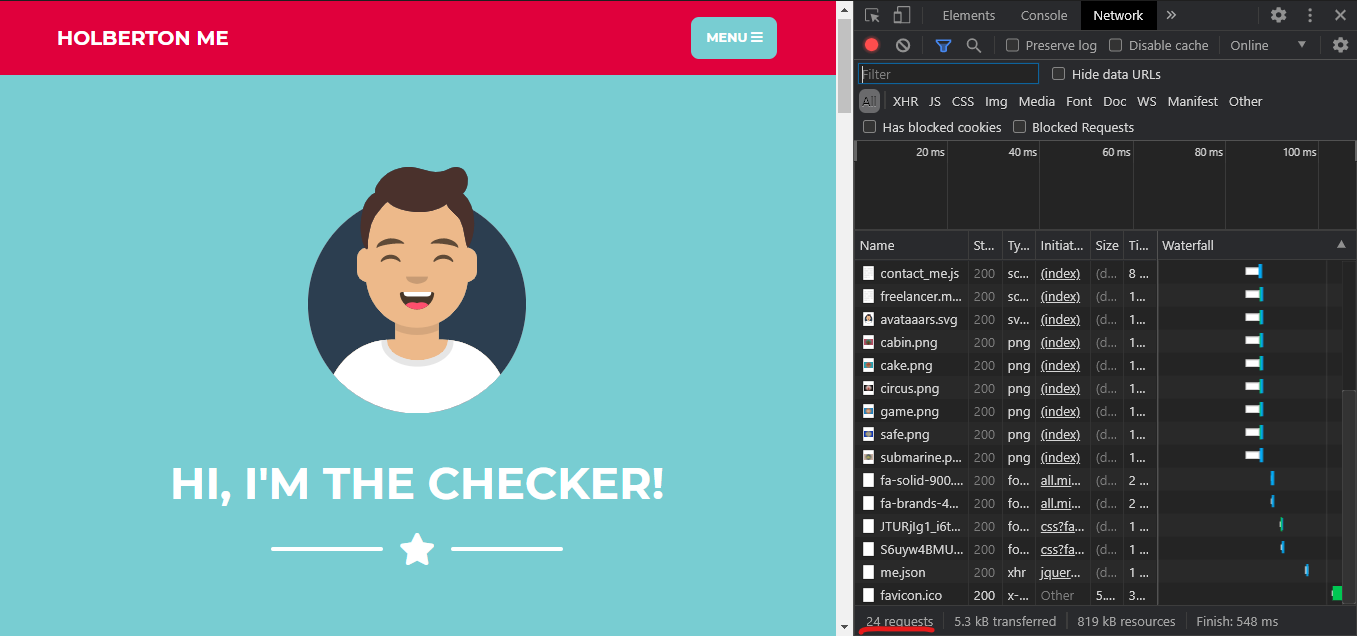 HOLBERTON ME
MENU
HI, I'M THE CHECKER!
Elements Console Network
Preserve log Disable cache Online
Filter Hide data URLs
All XHR JS CSS Img Media Font Doc WS Manifest Other
Has blocked cookies Blocked Requests
20 ms 40 ms 60 ms 80 ms 100 ms
Name St... Ty... Initiat... Size Ti... Waterfall
contact_me.js 200 sc... (index) (d... 8 ...
freelancer.m... 200 sc... (index) (d... 1...
avataaars.svg 200 sv... (index) (d... 1...
cabin.png 200 png (index) (d... 1...
cake.png 200 png (index) (d... 1...
circus.png 200 png (index) (d... 1...
game.png 200 png (index) (d... 1...
safe.png 200 png (index) (d... 1...
submarine.p... 200 png (index) (d... 1...
fa-solid-900.... 200 fo... all.mi... (d... 2 ...
fa-brands-4... 200 fo... all.mi... (d... 2 ...
JTURjIg1_i6t... 200 fo... css?fa... (d... 1 ...
S6uyw4BMU... 200 fo... css?fa... (d... 1 ...
me.json 200 xhr jquer... (d... 1 ...
favicon.ico 200 x-... Other 5.... 3...
24 requests 5.3 kB transferred 819 kB resources Finish: 548 ms